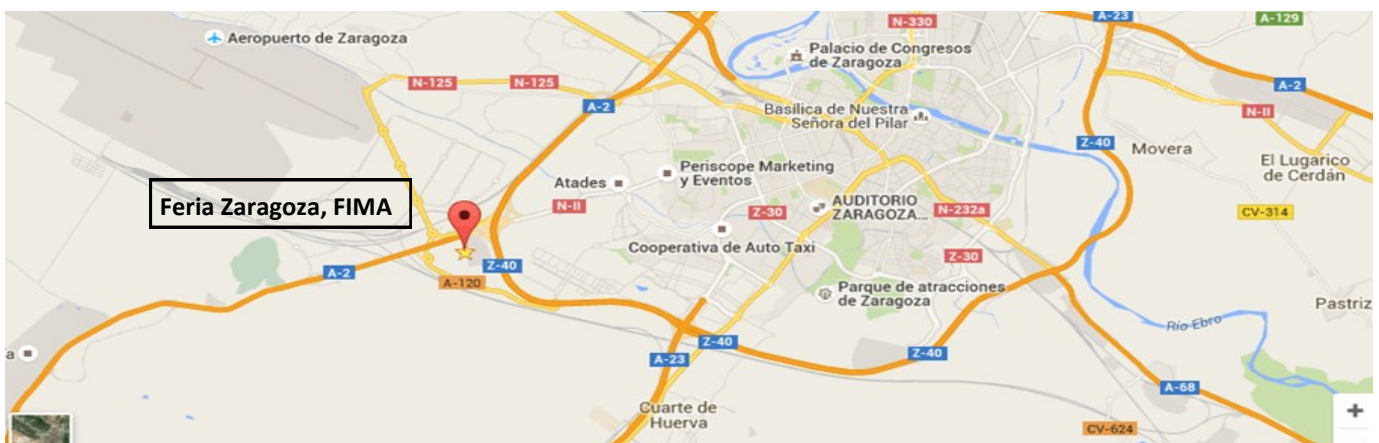 N-330
A-23
A-129
Aeropuerto de Zaragoza
Palacio de Congresos
de Zaragoza
N-125
N-125
A-2
A-2
N-II
Basílica de Nuestra
Señora del Pilar
Z-40
Movera
El Lugarico
de Cerdán
Periscope Marketing
y Eventos
Atades
Feria Zaragoza, FIMA
N-II
Z-30
AUDITORIO
ZARAGOZA...
N-232a
CV-314
Cooperativa de Auto Taxi
Z-30
A-2
Z-40
A-120
Parque de atracciones
de Zaragoza
Pastriz
Río Ebro
Z-40
Z-40
a
A-23
A-68
Cuarte de
Huerva
CV-624
+